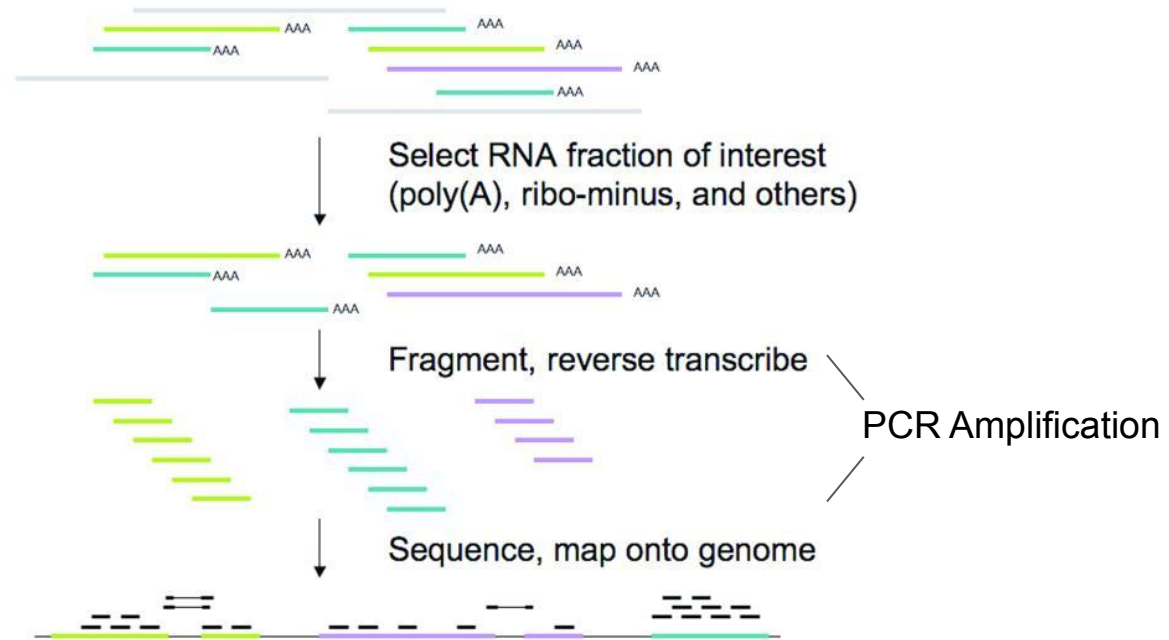 AAA
AAA
AAA
AAA
AAA
AAA
Select RNA fraction of interest
(poly(A), ribo-minus, and others)
AAA
AAA
AAA
AAA
AAA
AAA
Fragment, reverse transcribe
PCR Amplification
Sequence, map onto genome